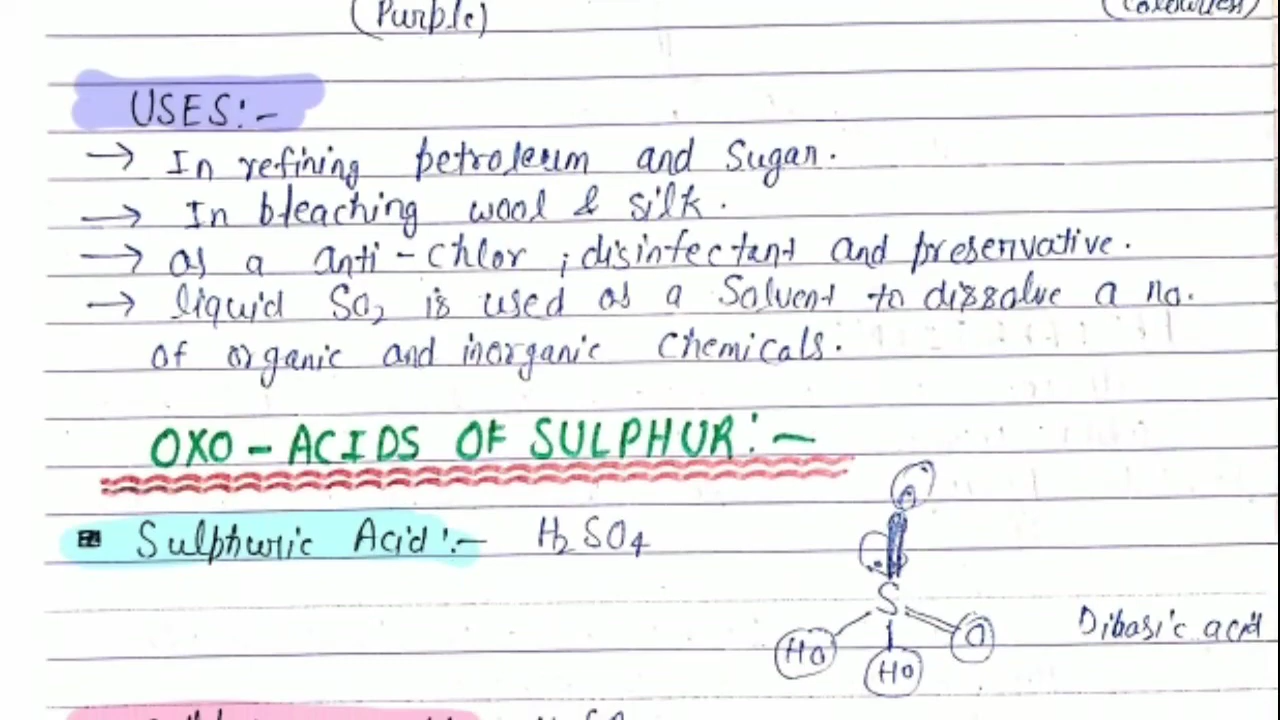 (Purple) (Colourless)
USES:-
→ In refining petroleum and Sugar.
→ In bleaching wool & silk.
→ as a anti-chlor, disinfectant and preservative.
→ liquid SO₂ is used as a Solvent to dissolve a no.
of organic and inorganic chemicals.
OXO-ACIDS OF SULPHUR:-
Sulphuric Acid:- H₂SO₄
O
S
HO HO O
Dibasic acid